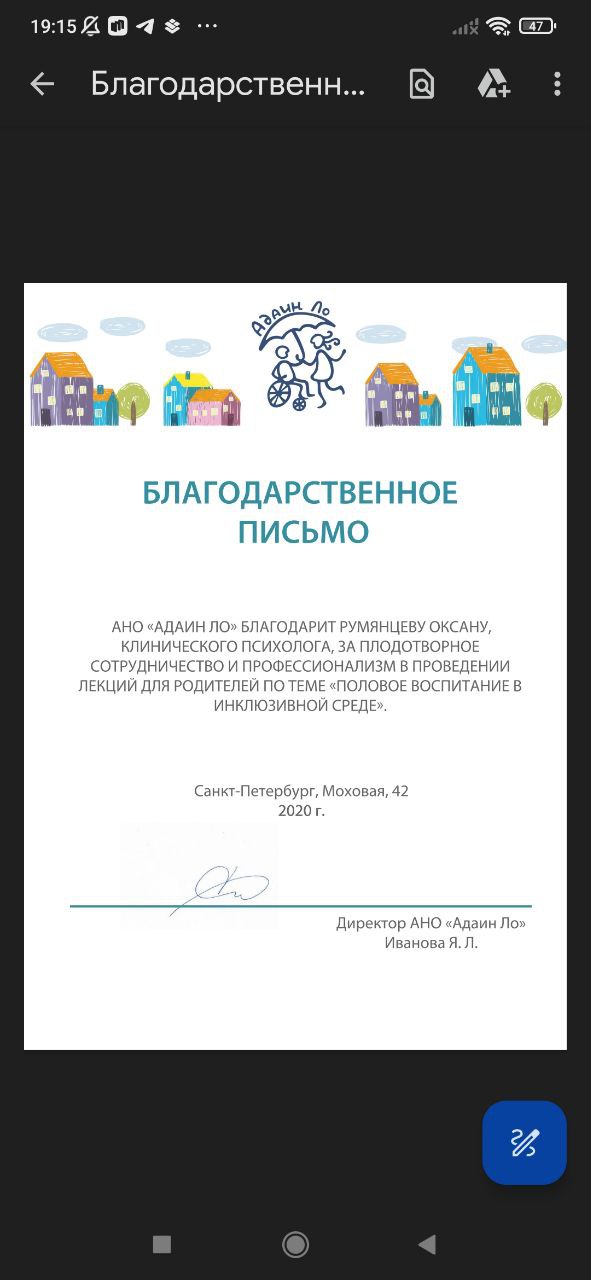 19:15
47
Благодарственн...
Адаин Ло
БЛАГОДАРСТВЕННОЕ
ПИСЬМО
АНО «АДАИН ЛО» БЛАГОДАРИТ РУМЯНЦЕВУ ОКСАНУ,
КЛИНИЧЕСКОГО ПСИХОЛОГА, ЗА ПЛОДОТВОРНОЕ
СОТРУДНИЧЕСТВО И ПРОФЕССИОНАЛИЗМ В ПРОВЕДЕНИИ
ЛЕКЦИЙ ДЛЯ РОДИТЕЛЕЙ ПО ТЕМЕ «ПОЛОВОЕ ВОСПИТАНИЕ В
ИНКЛЮЗИВНОЙ СРЕДЕ».
Санкт-Петербург, Моховая, 42
2020 г.
Директор АНО «Адаин Ло»
Иванова Я. Л.